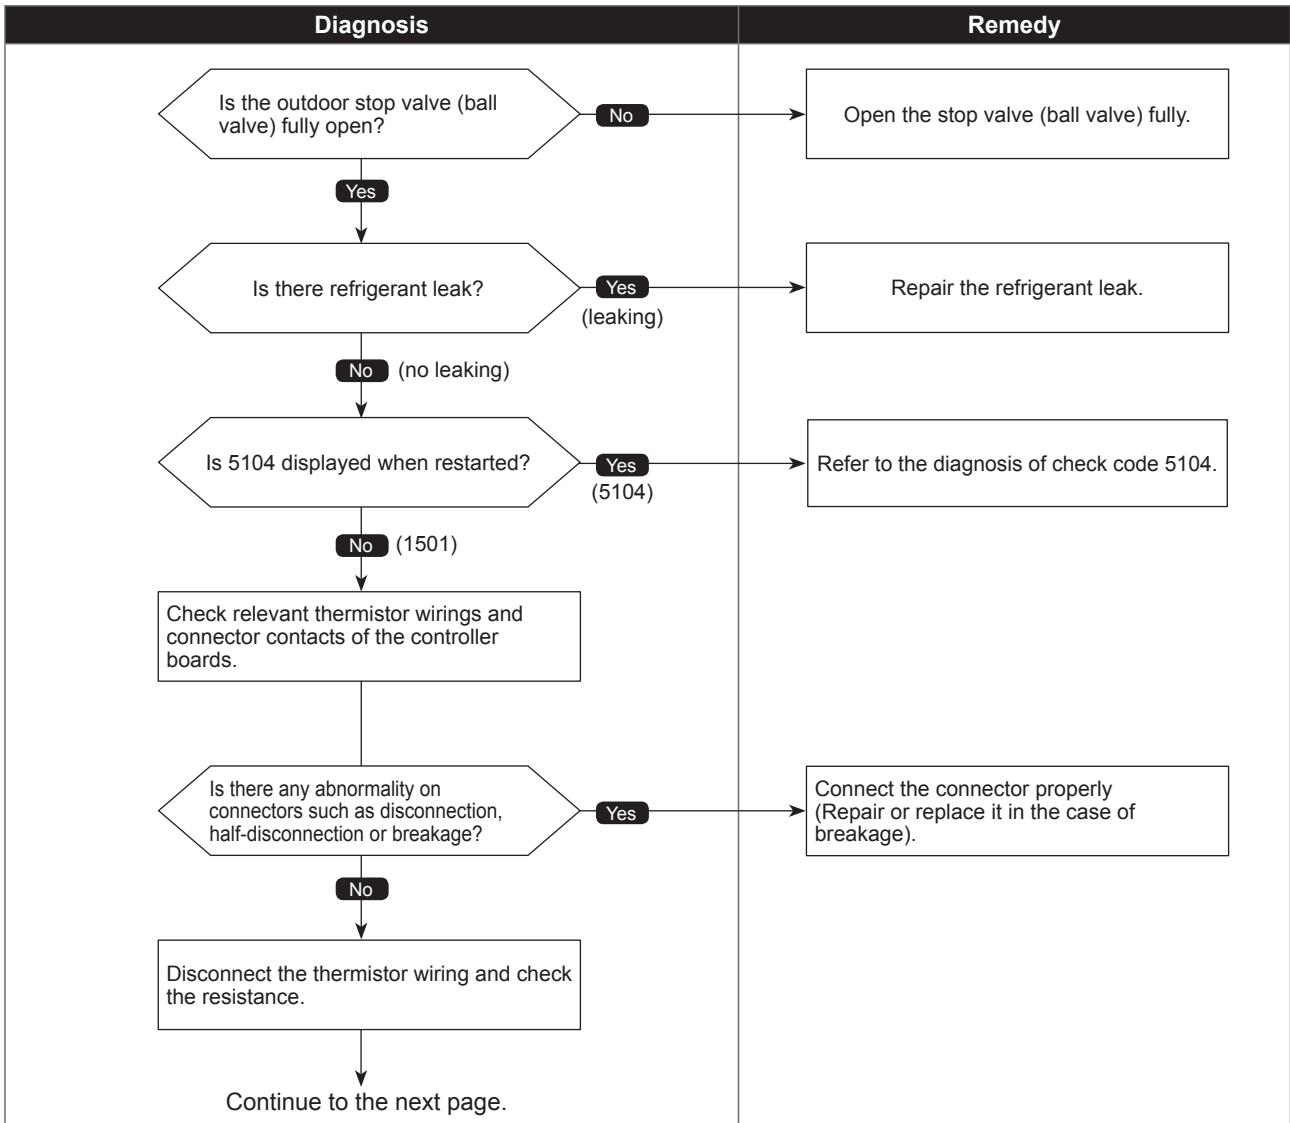 Diagnosis
Remedy
Is the outdoor stop valve (ball
valve) fully open?
No
Open the stop valve (ball valve) fully.
Yes
Is there refrigerant leak?
Yes
(leaking)
Repair the refrigerant leak.
No (no leaking)
Is 5104 displayed when restarted?
Yes
(5104)
Refer to the diagnosis of check code 5104.
No (1501)
Check relevant thermistor wirings and
connector contacts of the controller
boards.
Is there any abnormality on
connectors such as disconnection,
half-disconnection or breakage?
Yes
Connect the connector properly
(Repair or replace it in the case of
breakage).
No
Disconnect the thermistor wiring and check
the resistance.
Continue to the next page.